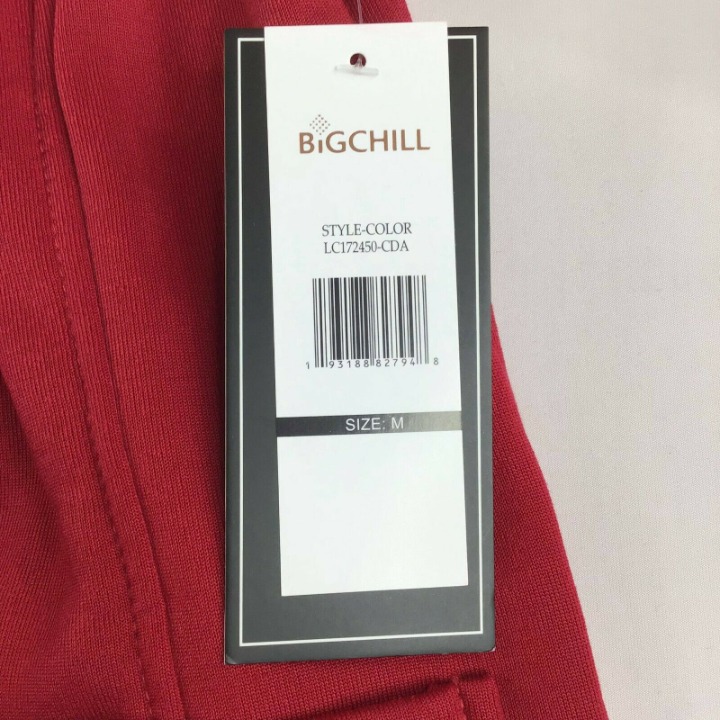 BiGCHILL
STYLE-COLOR
LC172450-CDA
1 93188 82794 8
SIZE: M